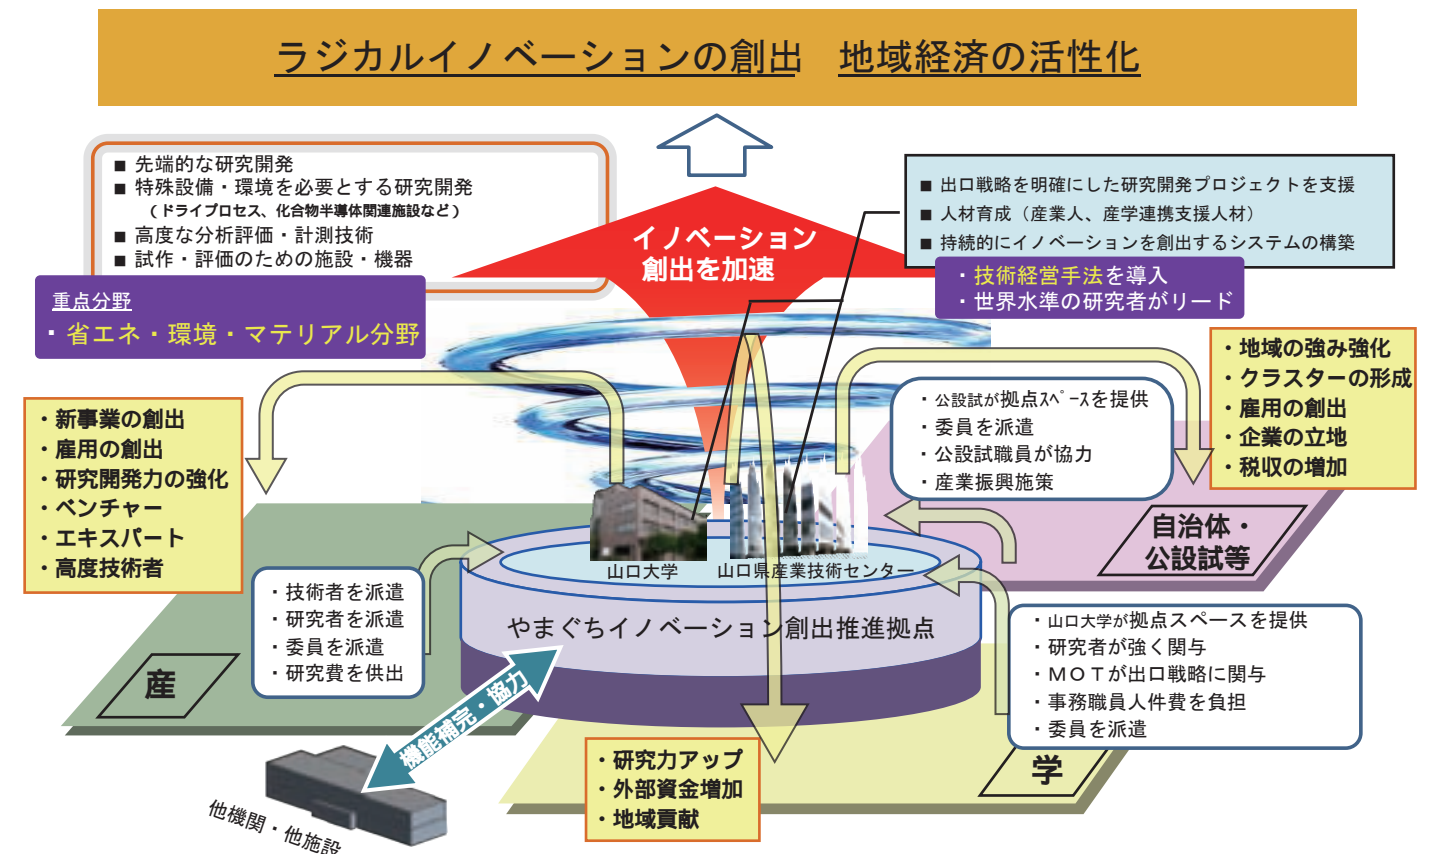 ラジカルイノベーションの創出　地域経済の活性化
■ 先端的な研究開発
■ 特殊設備・環境を必要とする研究開発
（ドライプロセス、化合物半導体関連施設など）
■ 高度な分析評価・計測技術
■ 試作・評価のための施設・機器
重点分野
・省エネ・環境・マテリアル分野
イノベーション
創出を加速
■ 出口戦略を明確にした研究開発プロジェクトを支援
■ 人材育成（産業人、産学連携支援人材）
■ 持続的にイノベーションを創出するシステムの構築
・技術経営手法を導入
・世界水準の研究者がリード
・地域の強み強化
・クラスターの形成
・雇用の創出
・企業の立地
・税収の増加
・新事業の創出
・雇用の創出
・研究開発力の強化
・ベンチャー
・エキスパート
・高度技術者
・公設試が拠点ｽﾍﾟｰｽを提供
・委員を派遣
・公設試職員が協力
・産業振興施策
自治体・
公設試等
山口大学
山口県産業技術センター
やまぐちイノベーション創出推進拠点
・技術者を派遣
・研究者を派遣
・委員を派遣
・研究費を供出
産
・山口大学が拠点スペースを提供
・研究者が強く関与
・ＭＯＴが出口戦略に関与
・事務職員人件費を負担
・委員を派遣
学
機能補完・協力
他機関・他施設
・研究力アップ
・外部資金増加
・地域貢献